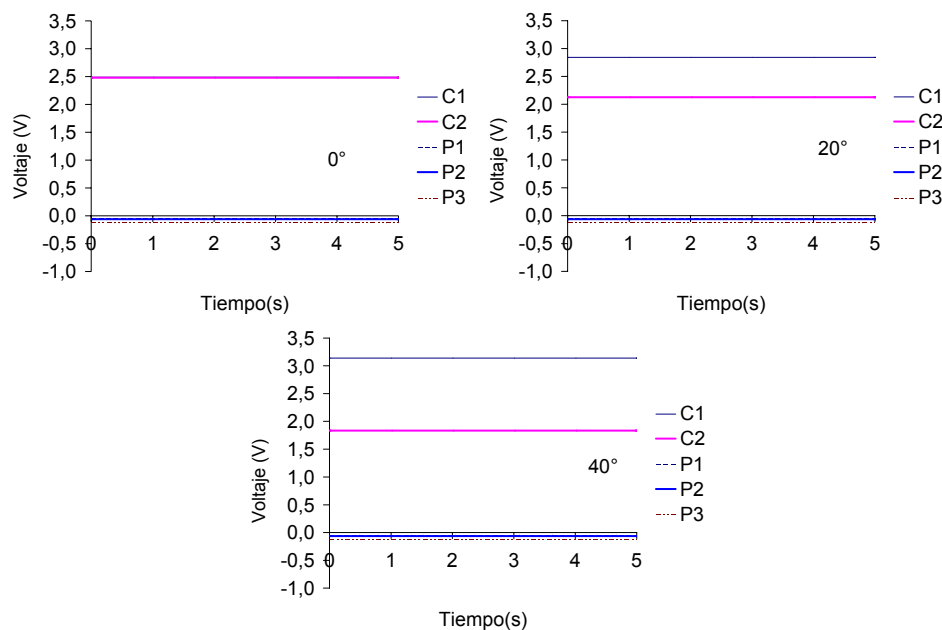 3,5
3,0
2,5
2,0
1,5
1,0
0,5
0,0
-0,5
-1,0
Voltaje (V)
0 1 2 3 4 5
Tiempo(s)
0°
C1
C2
P1
P2
P3
3,5
3,0
2,5
2,0
1,5
1,0
0,5
0,0
-0,5
-1,0
Voltaje (V)
0 1 2 3 4 5
Tiempo(s)
20°
C1
C2
P1
P2
P3
3,5
3,0
2,5
2,0
1,5
1,0
0,5
0,0
-0,5
-1,0
Voltaje (V)
0 1 2 3 4 5
Tiempo(s)
40°
C1
C2
P1
P2
P3